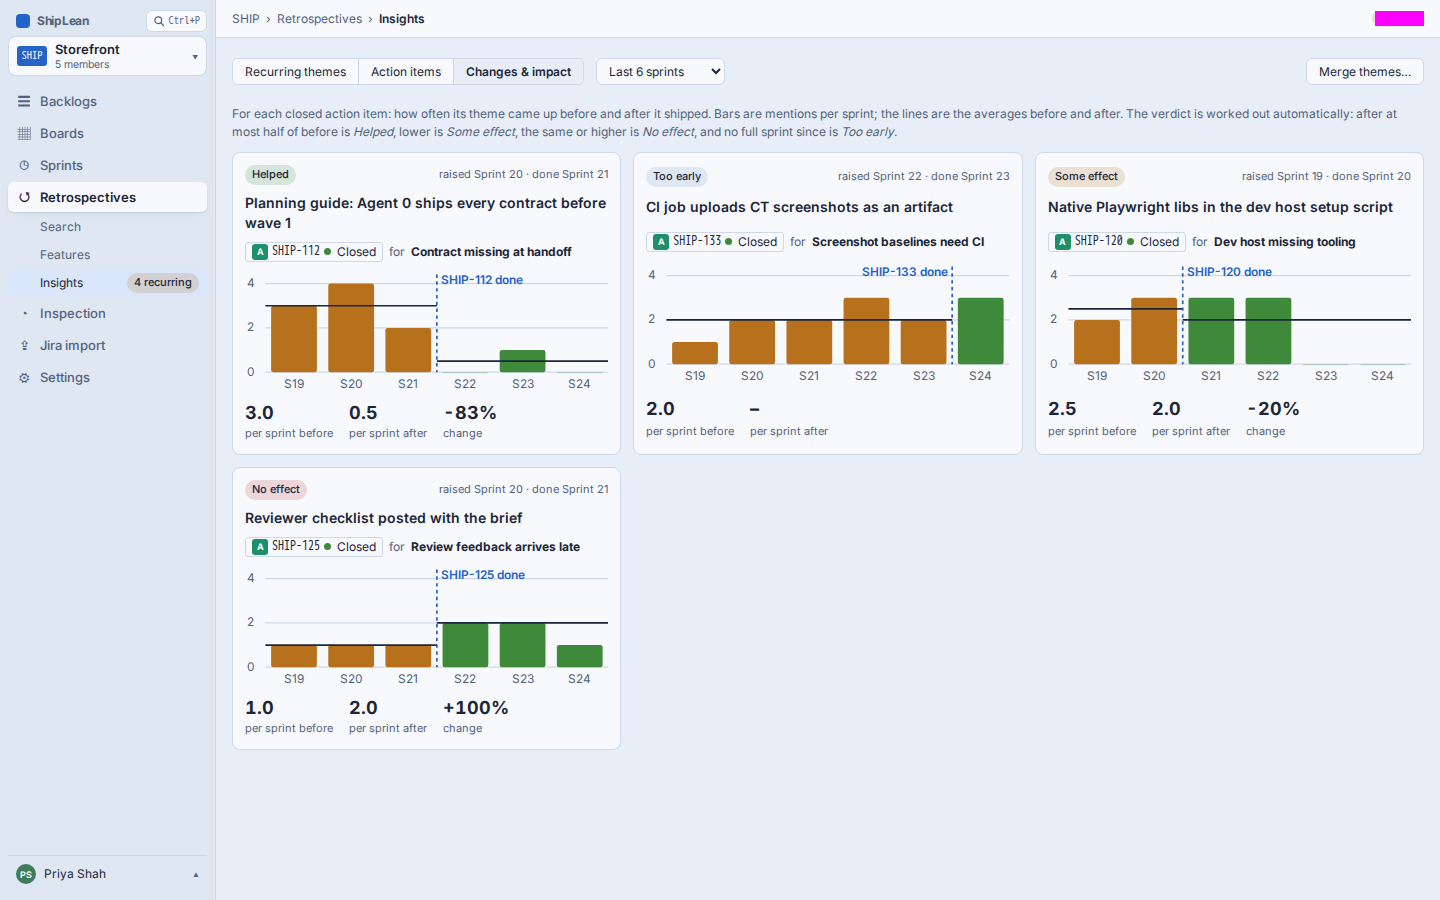 ShipLean
Ctrl+P
SHIP
Storefront
5 members
Backlogs
Boards
Sprints
Retrospectives
Search
Features
Insights
4 recurring
Inspection
Jira import
Settings
PS
Priya Shah
SHIP › Retrospectives › Insights
Recurring themes
Action items
Changes & impact
Last 6 sprints
Merge themes...
For each closed action item: how often its theme came up before and after it shipped. Bars are mentions per sprint; the lines are the averages before and after. The verdict is worked out automatically: after at
most half of before is Helped, lower is Some effect, the same or higher is No effect, and no full sprint since is Too early.
Helped
raised Sprint 20 · done Sprint 21
Planning guide: Agent 0 ships every contract before
wave 1
A SHIP-112 Closed for Contract missing at handoff
SHIP-112 done
4
2
0
S19 S20 S21 S22 S23 S24
3.0 0.5 -83%
per sprint before per sprint after change
Too early
raised Sprint 22 · done Sprint 23
CI job uploads CT screenshots as an artifact
A SHIP-133 Closed for Screenshot baselines need CI
SHIP-133 done
4
2
0
S19 S20 S21 S22 S23 S24
2.0 –
per sprint before per sprint after
Some effect
raised Sprint 19 · done Sprint 20
Native Playwright libs in the dev host setup script
A SHIP-120 Closed for Dev host missing tooling
SHIP-120 done
4
2
0
S19 S20 S21 S22 S23 S24
2.5 2.0 -20%
per sprint before per sprint after change
No effect
raised Sprint 20 · done Sprint 21
Reviewer checklist posted with the brief
A SHIP-125 Closed for Review feedback arrives late
SHIP-125 done
4
2
0
S19 S20 S21 S22 S23 S24
1.0 2.0 +100%
per sprint before per sprint after change